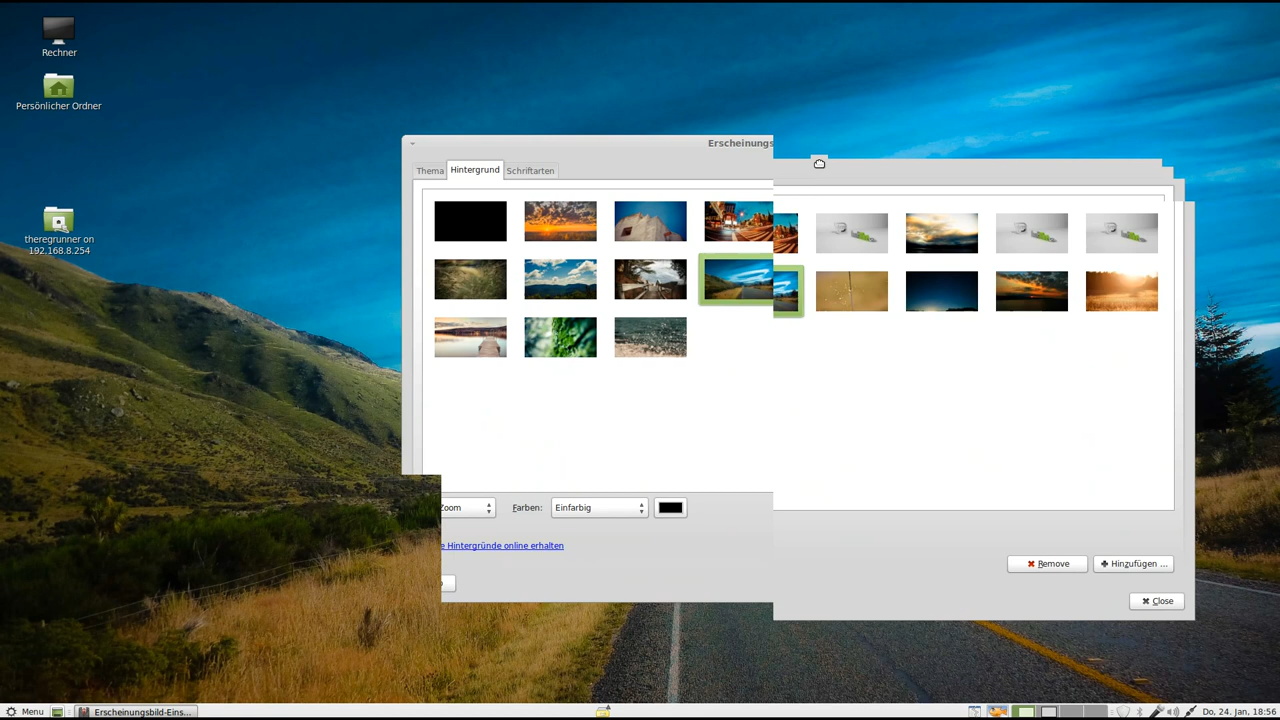 Rechner
Persönlicher Ordner
theregrunner on
192.168.8.254
Erscheinungs
Thema
Hintergrund
Schriftarten
Zoom
Farben:
Einfarbig
e Hintergründe online erhalten
Remove
Hinzufügen ...
Close
Menu
Erscheinungsbild-Eins...
Do, 24. Jan, 18:56